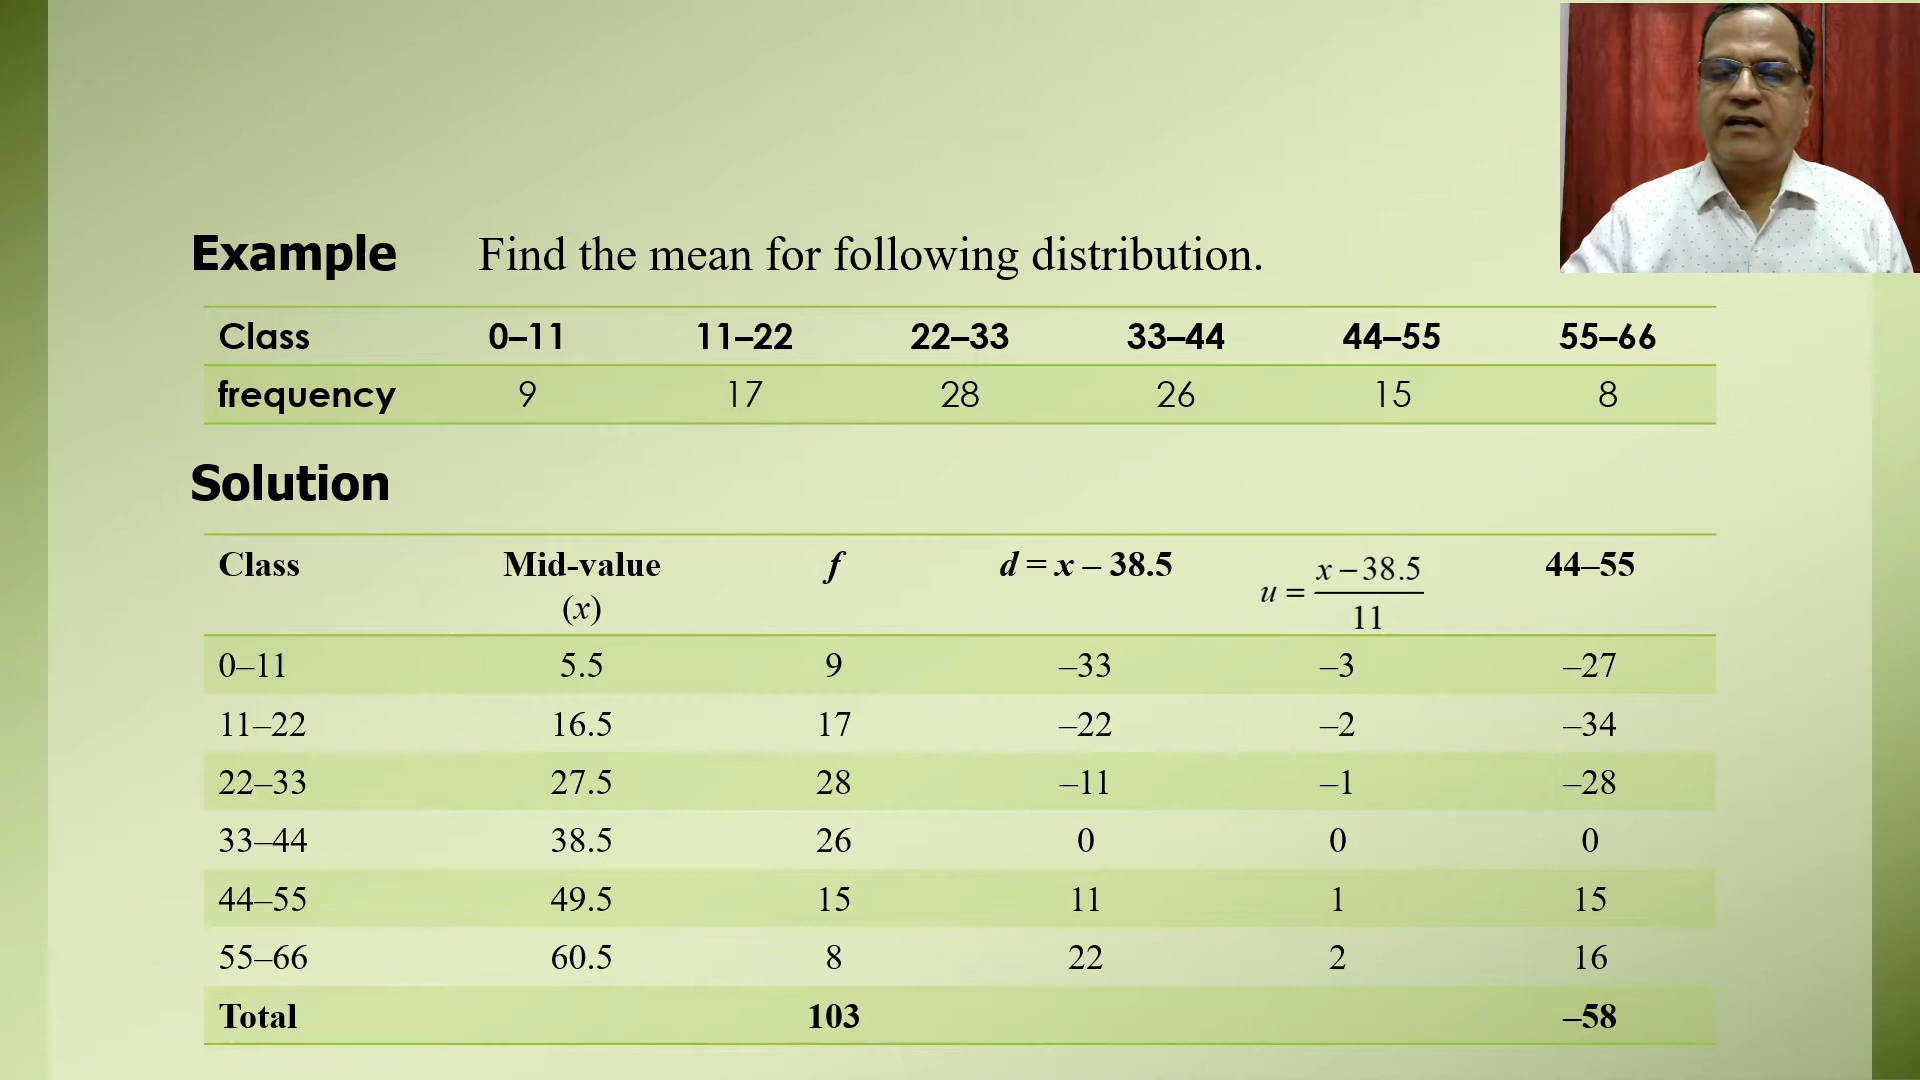 Example Find the mean for following distribution.
Class 0–11 11–22 22–33 33–44 44–55 55–66
frequency 9 17 28 26 15 8
Solution
Class Mid-value (x) f d = x – 38.5 u = (x – 38.5)/11 44–55
0–11 5.5 9 –33 –3 –27
11–22 16.5 17 –22 –2 –34
22–33 27.5 28 –11 –1 –28
33–44 38.5 26 0 0 0
44–55 49.5 15 11 1 15
55–66 60.5 8 22 2 16
Total 103 –58